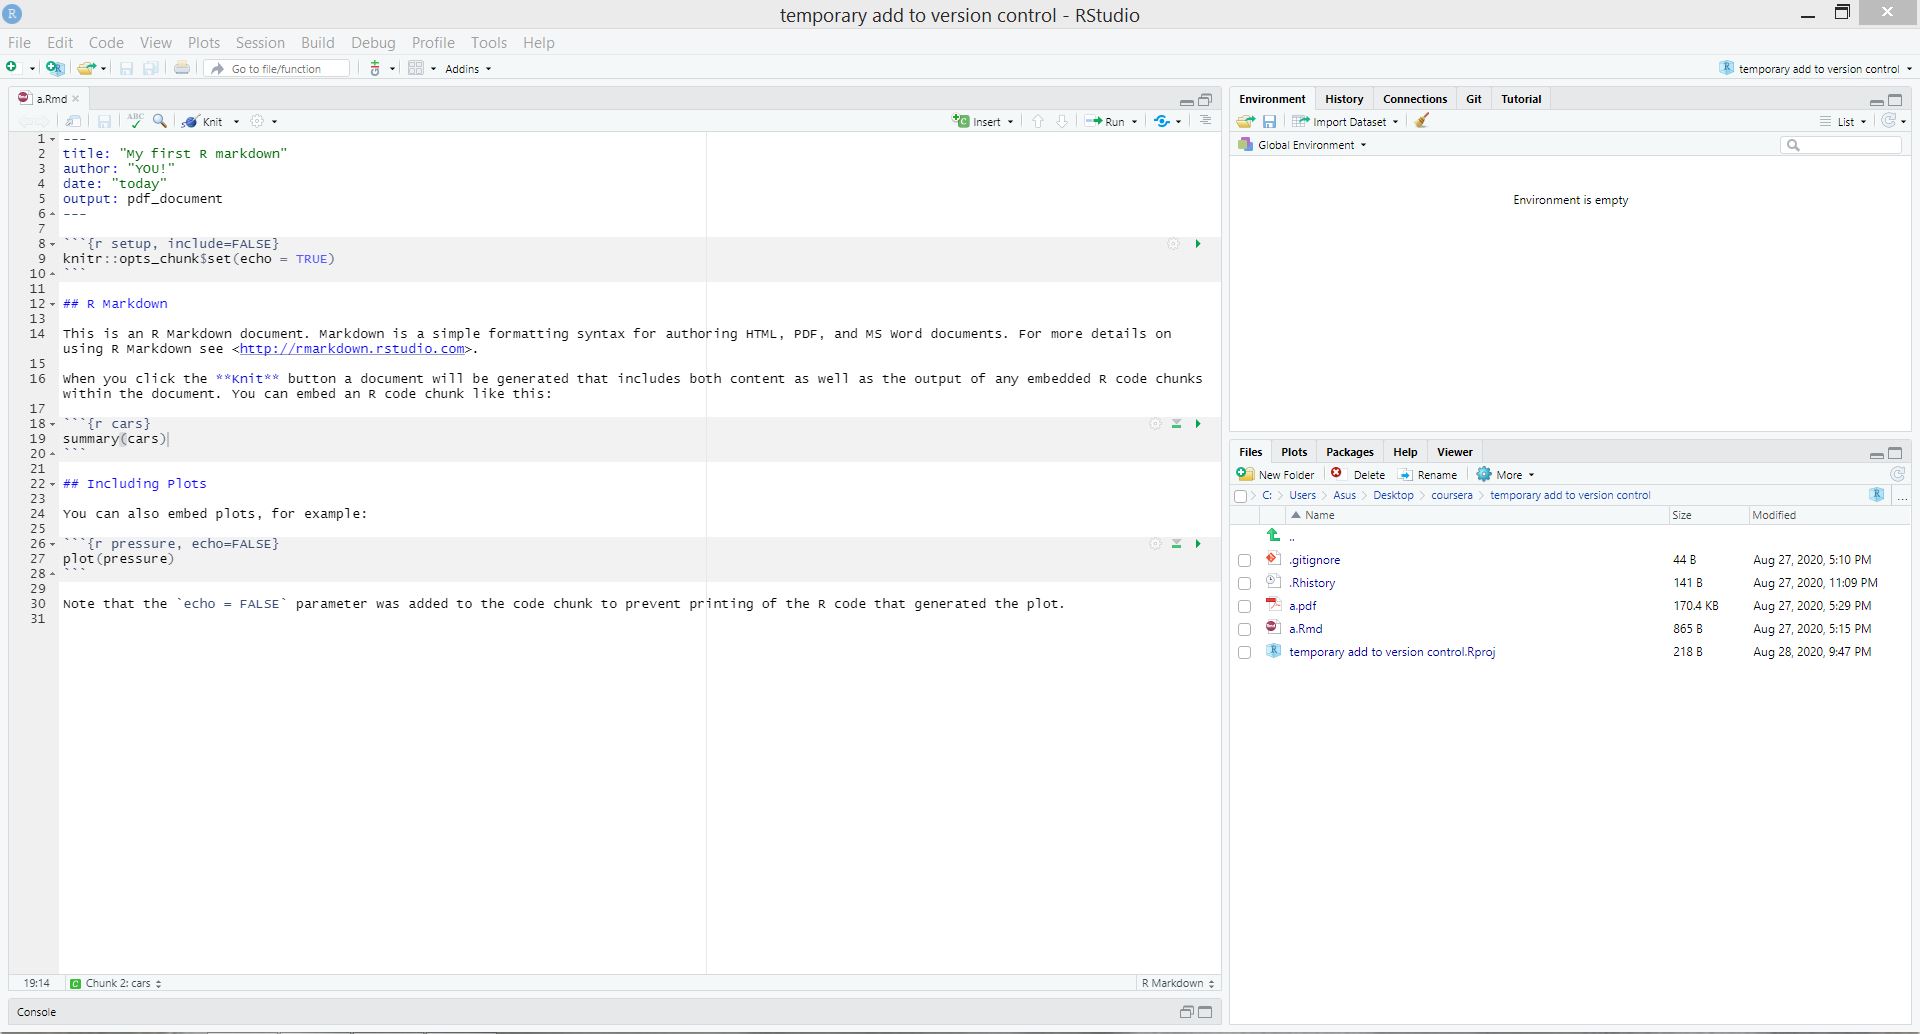 temporary add to version control - RStudio
File Edit Code View Plots Session Build Debug Profile Tools Help
Go to file/function Addins temporary add to version control
a.Rmd
ABC Knit Insert Run
1 ---
2 title: "My first R markdown"
3 author: "YOU!"
4 date: "today"
5 output: pdf_document
6 ---
7
8 ```{r setup, include=FALSE}
9 knitr::opts_chunk$set(echo = TRUE)
10 ```
11
12 ## R Markdown
13
14 This is an R Markdown document. Markdown is a simple formatting syntax for authoring HTML, PDF, and MS Word documents. For more details on
using R Markdown see <http://rmarkdown.rstudio.com>.
15
16 When you click the **Knit** button a document will be generated that includes both content as well as the output of any embedded R code chunks
within the document. You can embed an R code chunk like this:
17
18 ```{r cars}
19 summary(cars)
20 ```
21
22 ## Including Plots
23
24 You can also embed plots, for example:
25
26 ```{r pressure, echo=FALSE}
27 plot(pressure)
28 ```
29
30 Note that the `echo = FALSE` parameter was added to the code chunk to prevent printing of the R code that generated the plot.
31
19:14 Chunk 2: cars R Markdown
Console
Environment History Connections Git Tutorial
Import Dataset List
Global Environment
Environment is empty
Files Plots Packages Help Viewer
New Folder Delete Rename More
C: Users Asus Desktop coursera temporary add to version control ...
Name Size Modified
..
.gitignore 44 B Aug 27, 2020, 5:10 PM
.Rhistory 141 B Aug 27, 2020, 11:09 PM
a.pdf 170.4 KB Aug 27, 2020, 5:29 PM
a.Rmd 865 B Aug 27, 2020, 5:15 PM
temporary add to version control.Rproj 218 B Aug 28, 2020, 9:47 PM